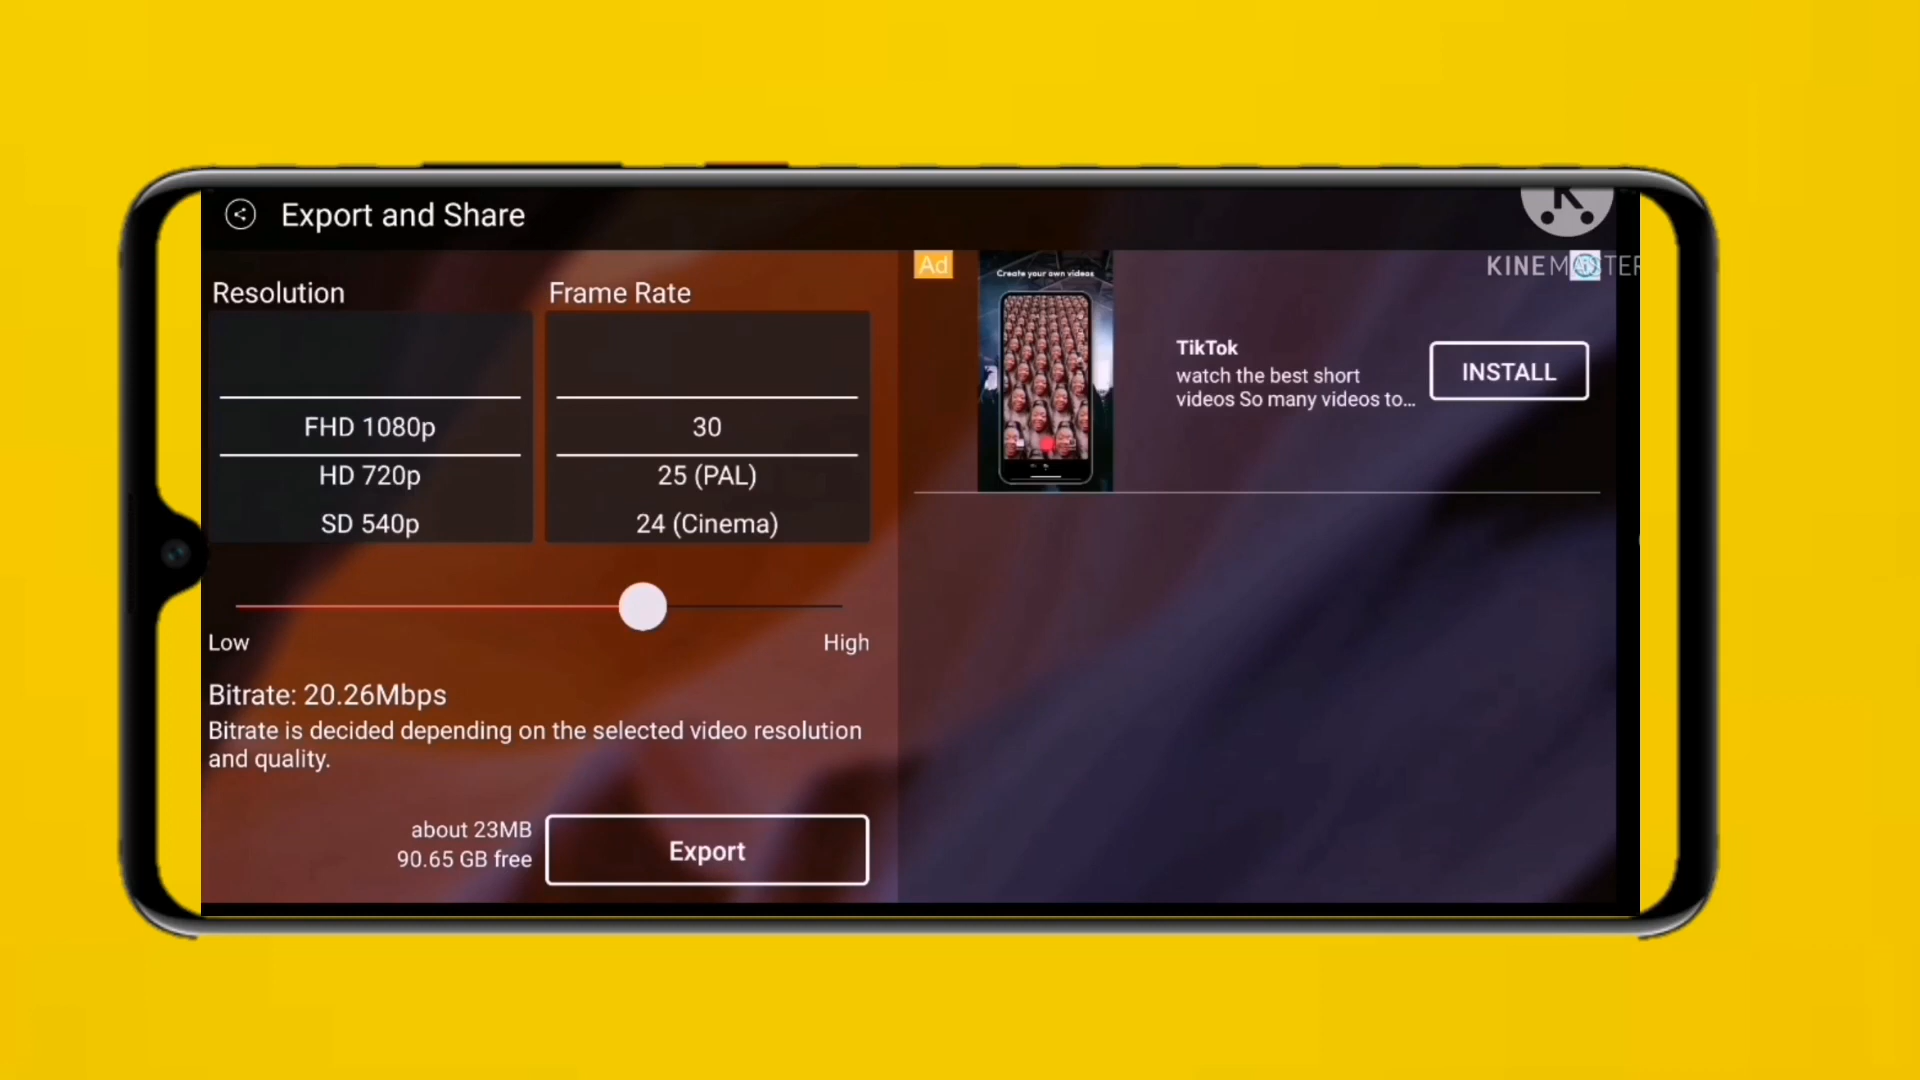 Export and Share
Resolution
Frame Rate
FHD 1080p
HD 720p
SD 540p
30
25 (PAL)
24 (Cinema)
Low
High
Bitrate: 20.26Mbps
Bitrate is decided depending on the selected video resolution
and quality.
about 23MB
90.65 GB free
Export
Ad
Create your own videos
TikTok
watch the best short
videos So many videos to...
INSTALL
K
KINEMASTER